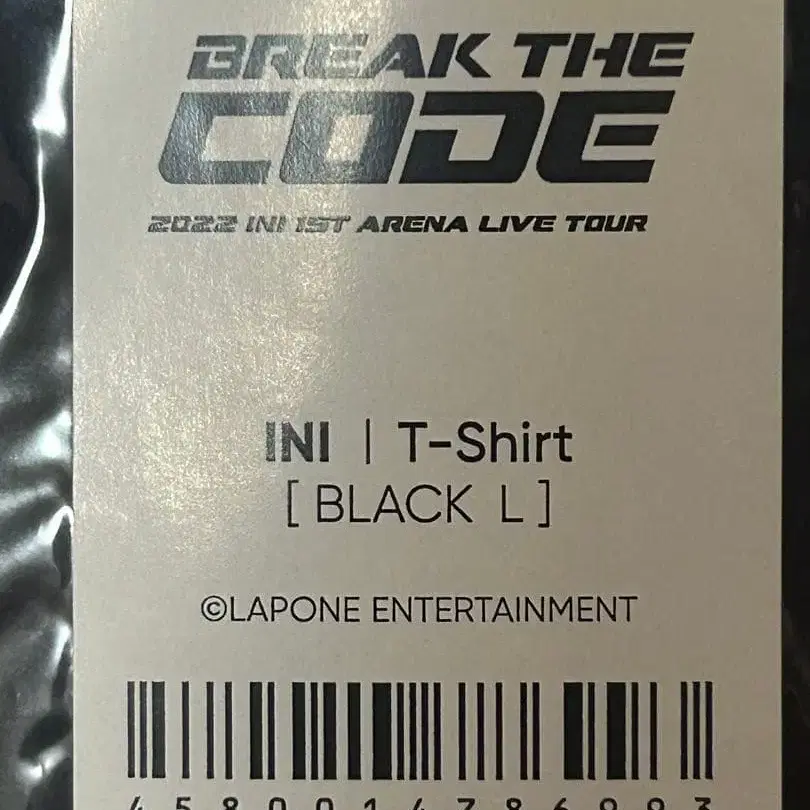 BREAK THE
CODE
2022 INI 1ST ARENA LIVE TOUR
INI | T-Shirt
[ BLACK L ]
©LAPONE ENTERTAINMENT